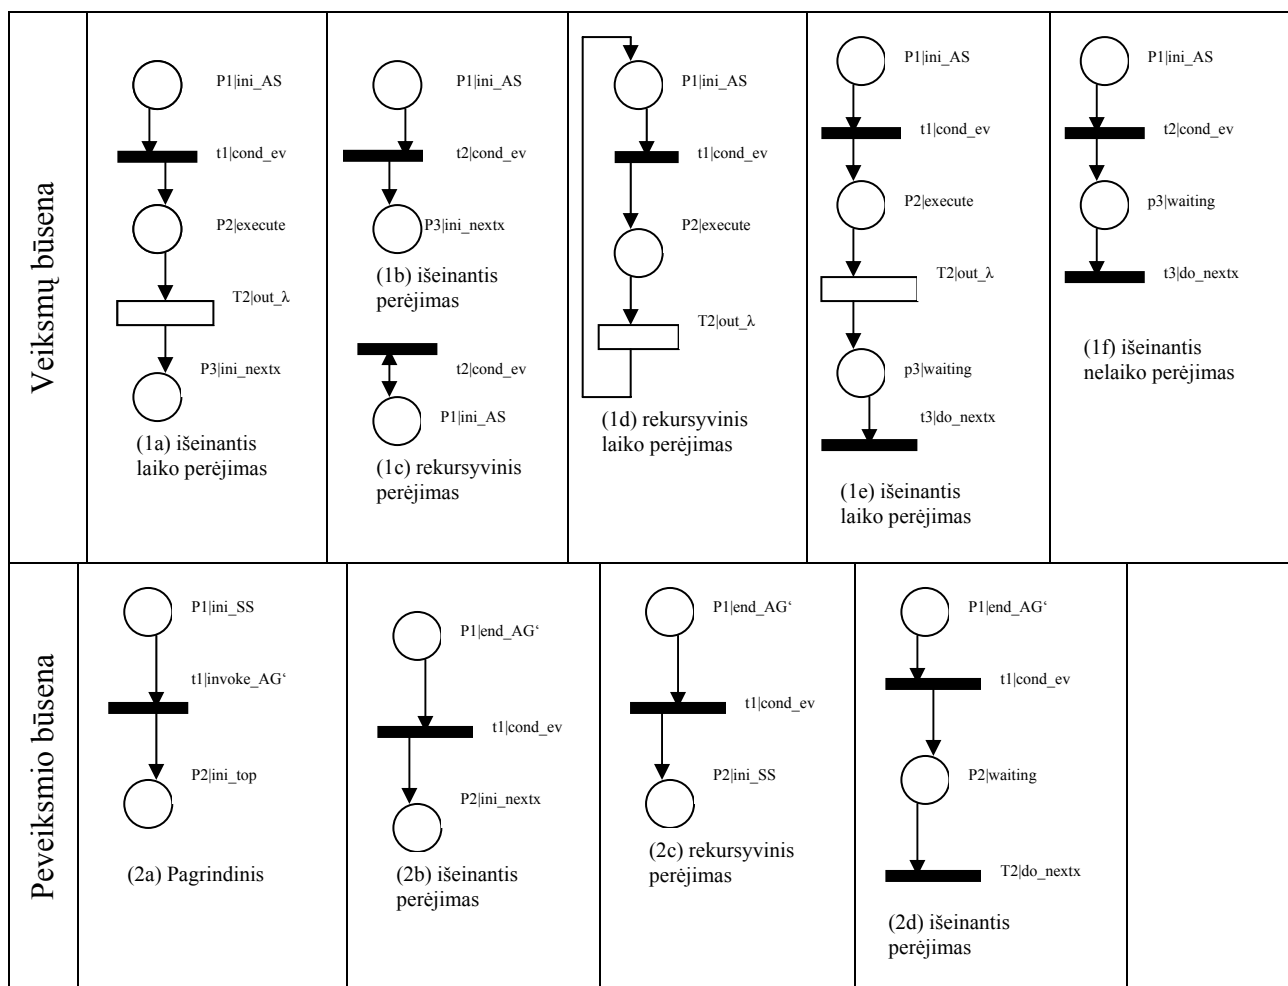 Veiksmų būsena
P1|ini_AS
t1|cond_ev
P2|execute
T2|out_λ
P3|ini_nextx
(1a) išeinantis
laiko perėjimas
P1|ini_AS
t2|cond_ev
P3|ini_nextx
(1b) išeinantis
perėjimas
t2|cond_ev
P1|ini_AS
(1c) rekursyvinis
perėjimas
P1|ini_AS
t1|cond_ev
P2|execute
T2|out_λ
(1d) rekursyvinis
laiko perėjimas
P1|ini_AS
t1|cond_ev
P2|execute
T2|out_λ
p3|waiting
t3|do_nextx
(1e) išeinantis
laiko perėjimas
P1|ini_AS
t2|cond_ev
p3|waiting
t3|do_nextx
(1f) išeinantis
nelaiko perėjimas
Peveiksmio būsena
P1|ini_SS
t1|invoke_AG‘
P2|ini_top
(2a) Pagrindinis
P1|end_AG‘
t1|cond_ev
P2|ini_nextx
(2b) išeinantis
perėjimas
P1|end_AG‘
t1|cond_ev
P2|ini_SS
(2c) rekursyvinis
perėjimas
P1|end_AG‘
t1|cond_ev
P2|waiting
T2|do_nextx
(2d) išeinantis
perėjimas